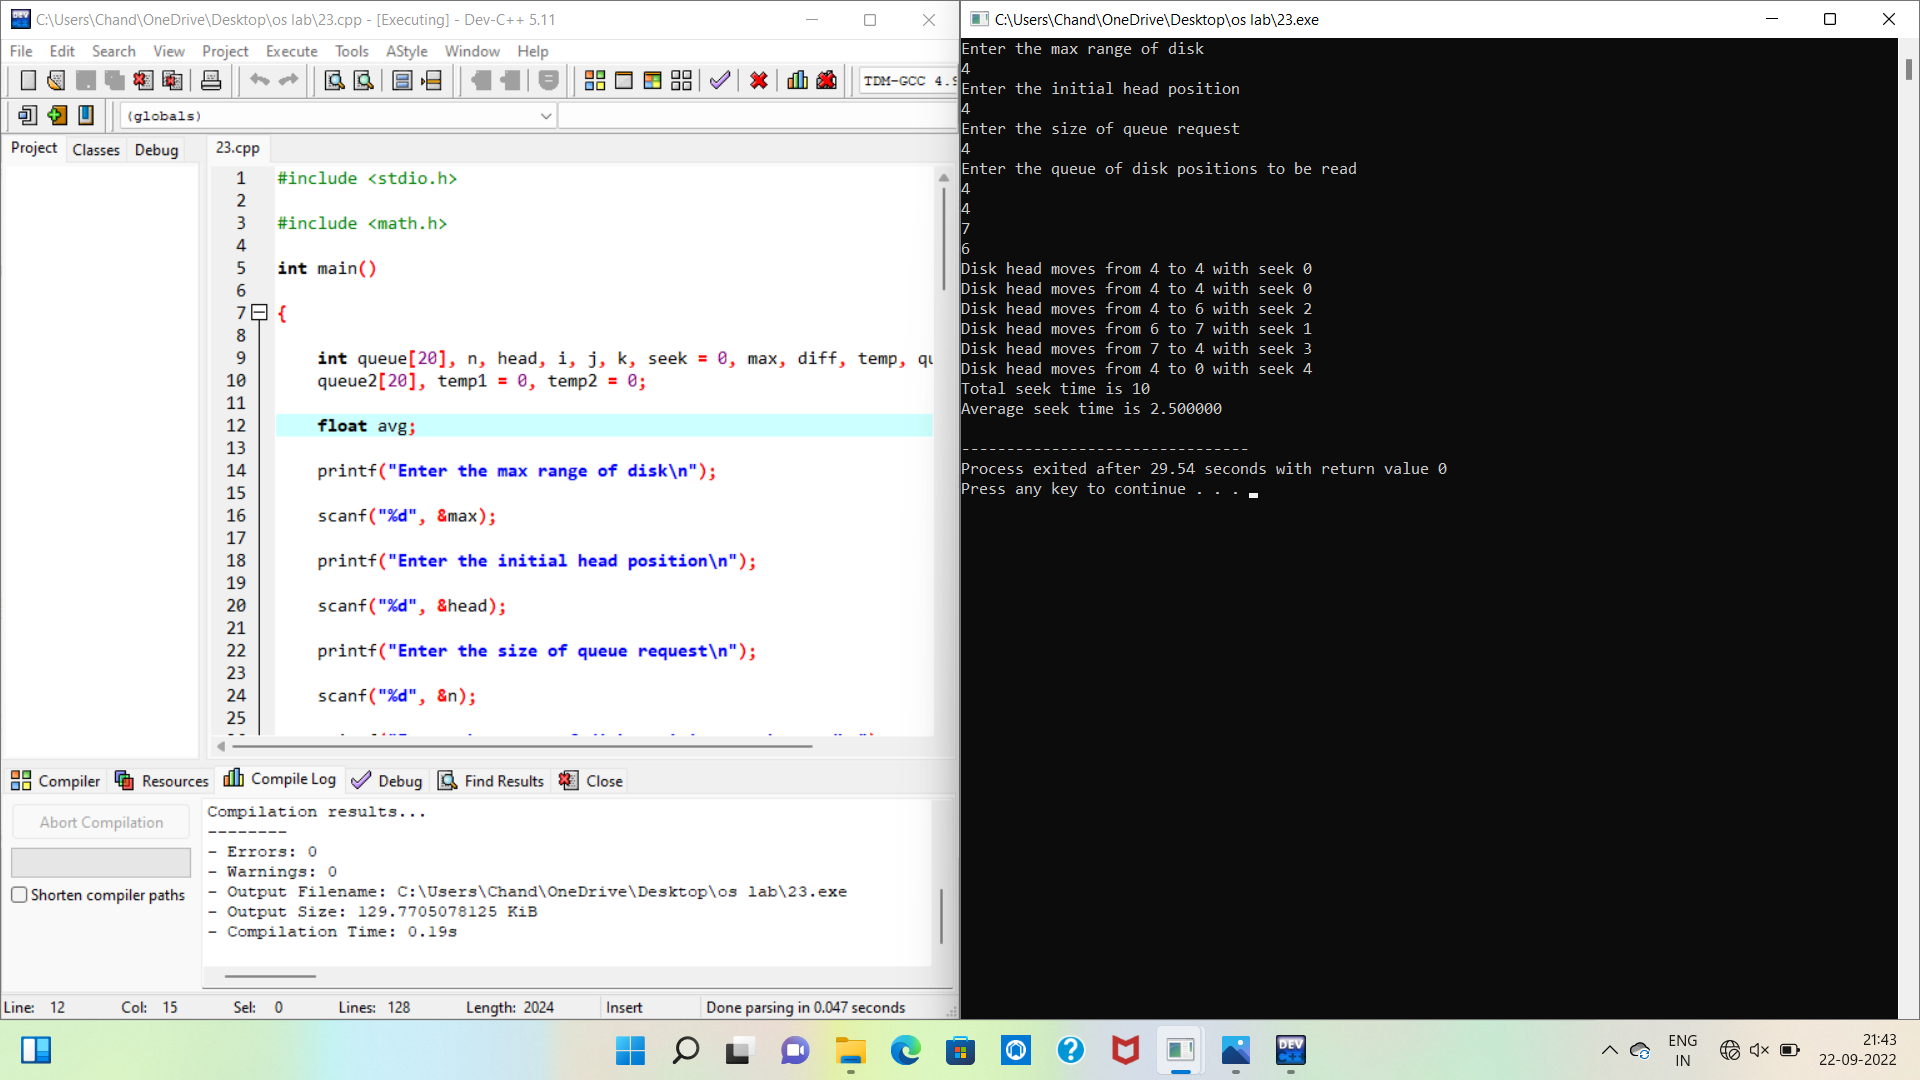 C:\Users\Chand\OneDrive\Desktop\os lab\23.cpp - [Executing] - Dev-C++ 5.11
File Edit Search View Project Execute Tools AStyle Window Help
TDM-GCC 4.9
(globals)
Project Classes Debug
23.cpp
1 #include <stdio.h>
2
3 #include <math.h>
4
5 int main()
6
7 {
8
9 int queue[20], n, head, i, j, k, seek = 0, max, diff, temp, qu
10 queue2[20], temp1 = 0, temp2 = 0;
11
12 float avg;
13
14 printf("Enter the max range of disk\n");
15
16 scanf("%d", &max);
17
18 printf("Enter the initial head position\n");
19
20 scanf("%d", &head);
21
22 printf("Enter the size of queue request\n");
23
24 scanf("%d", &n);
25
Compiler Resources Compile Log Debug Find Results Close
Abort Compilation
Shorten compiler paths
Compilation results...
--------
- Errors: 0
- Warnings: 0
- Output Filename: C:\Users\Chand\OneDrive\Desktop\os lab\23.exe
- Output Size: 129.7705078125 KiB
- Compilation Time: 0.19s
Line: 12 Col: 15 Sel: 0 Lines: 128 Length: 2024 Insert Done parsing in 0.047 seconds
C:\Users\Chand\OneDrive\Desktop\os lab\23.exe
Enter the max range of disk
4
Enter the initial head position
4
Enter the size of queue request
4
Enter the queue of disk positions to be read
4
4
7
6
Disk head moves from 4 to 4 with seek 0
Disk head moves from 4 to 4 with seek 0
Disk head moves from 4 to 6 with seek 2
Disk head moves from 6 to 7 with seek 1
Disk head moves from 7 to 4 with seek 3
Disk head moves from 4 to 0 with seek 4
Total seek time is 10
Average seek time is 2.500000
--------------------------------
Process exited after 29.54 seconds with return value 0
Press any key to continue . . .
DEV C++
ENG
IN
21:43
22-09-2022